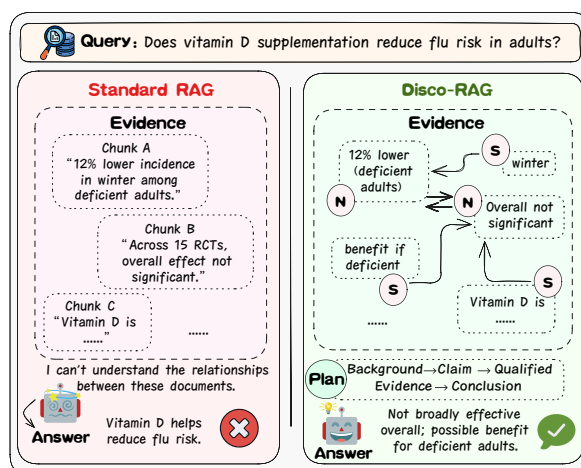 Query: Does vitamin D supplementation reduce flu risk in adults?
Standard RAG
Evidence
Chunk A
“12% lower incidence
in winter among
deficient adults.”
Chunk B
“Across 15 RCTs,
overall effect not
significant.”
Chunk C
“Vitamin D is
......”
......
I can't understand the relationships
between these documents.
Answer
Vitamin D helps
reduce flu risk.
Disco-RAG
Evidence
S
winter
12% lower
(deficient
adults)
N
N
Overall not
significant
benefit if
deficient
S
S
Vitamin D is
......
......
Plan
Background→Claim→Qualified
Evidence→Conclusion
Answer
Not broadly effective
overall; possible benefit
for deficient adults.